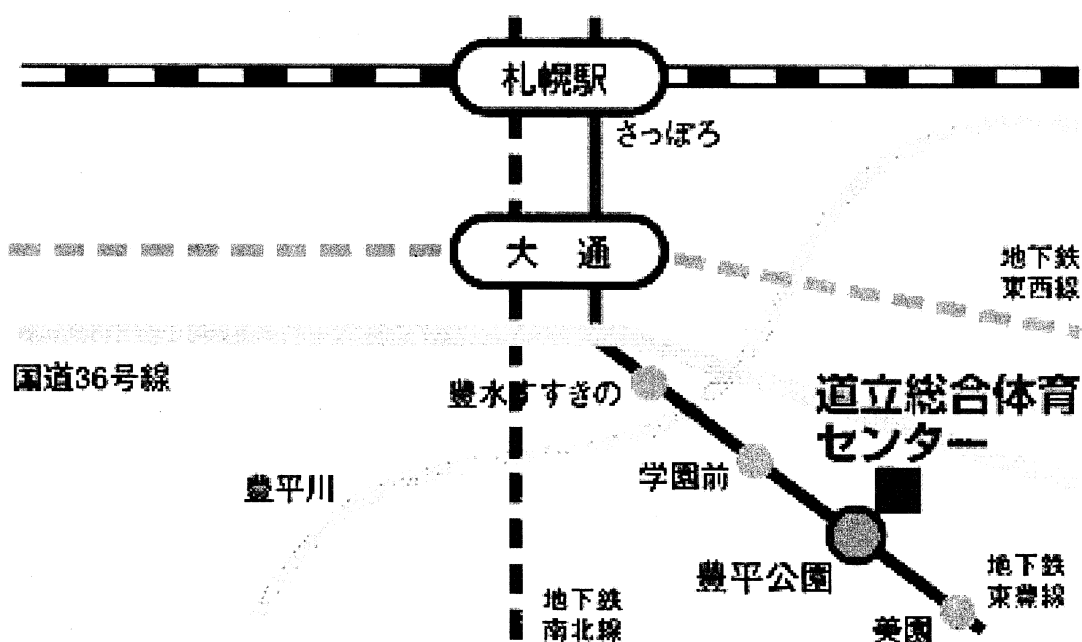 札幌駅
さっぽろ
大 通
地下鉄
東西線
国道36号線
豊水すすきの
道立総合体育
センター
学園前
豊平川
豊平公園
地下鉄
東豊線
地下鉄
南北線
美園